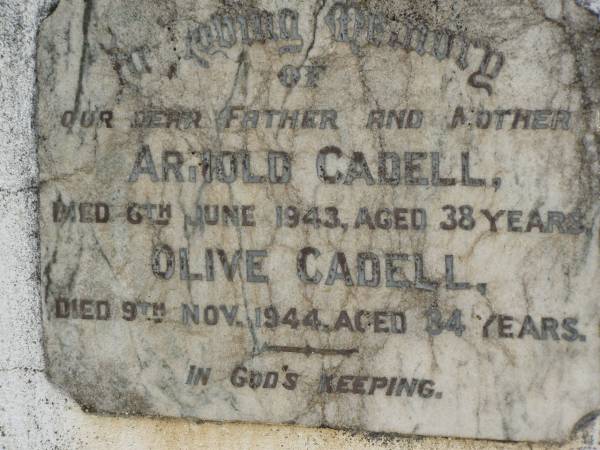 In Loving Memory
OF
OUR DEAR FATHER AND MOTHER
ARNOLD CADELL,
DIED 6TH JUNE 1943, AGED 38 YEARS.
OLIVE CADELL,
DIED 9TH NOV. 1944. AGED 34 YEARS.
IN GOD'S KEEPING.